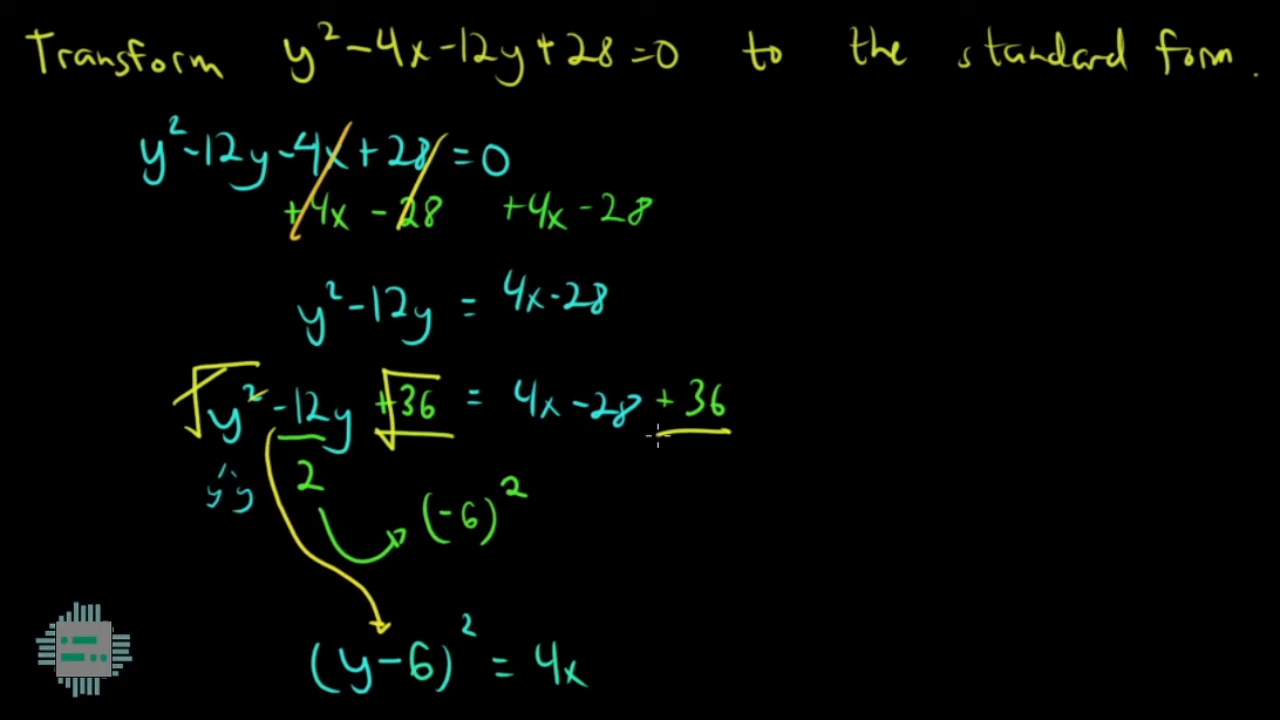 Transform y² - 4x - 12y + 28 = 0 to the standard form.
y² - 12y - 4x + 28 = 0
+4x - 28 +4x - 28
y² - 12y = 4x - 28
√y² - 12y √+36 = 4x - 28 + 36
y y 2 (-6)²
(y - 6)² = 4x